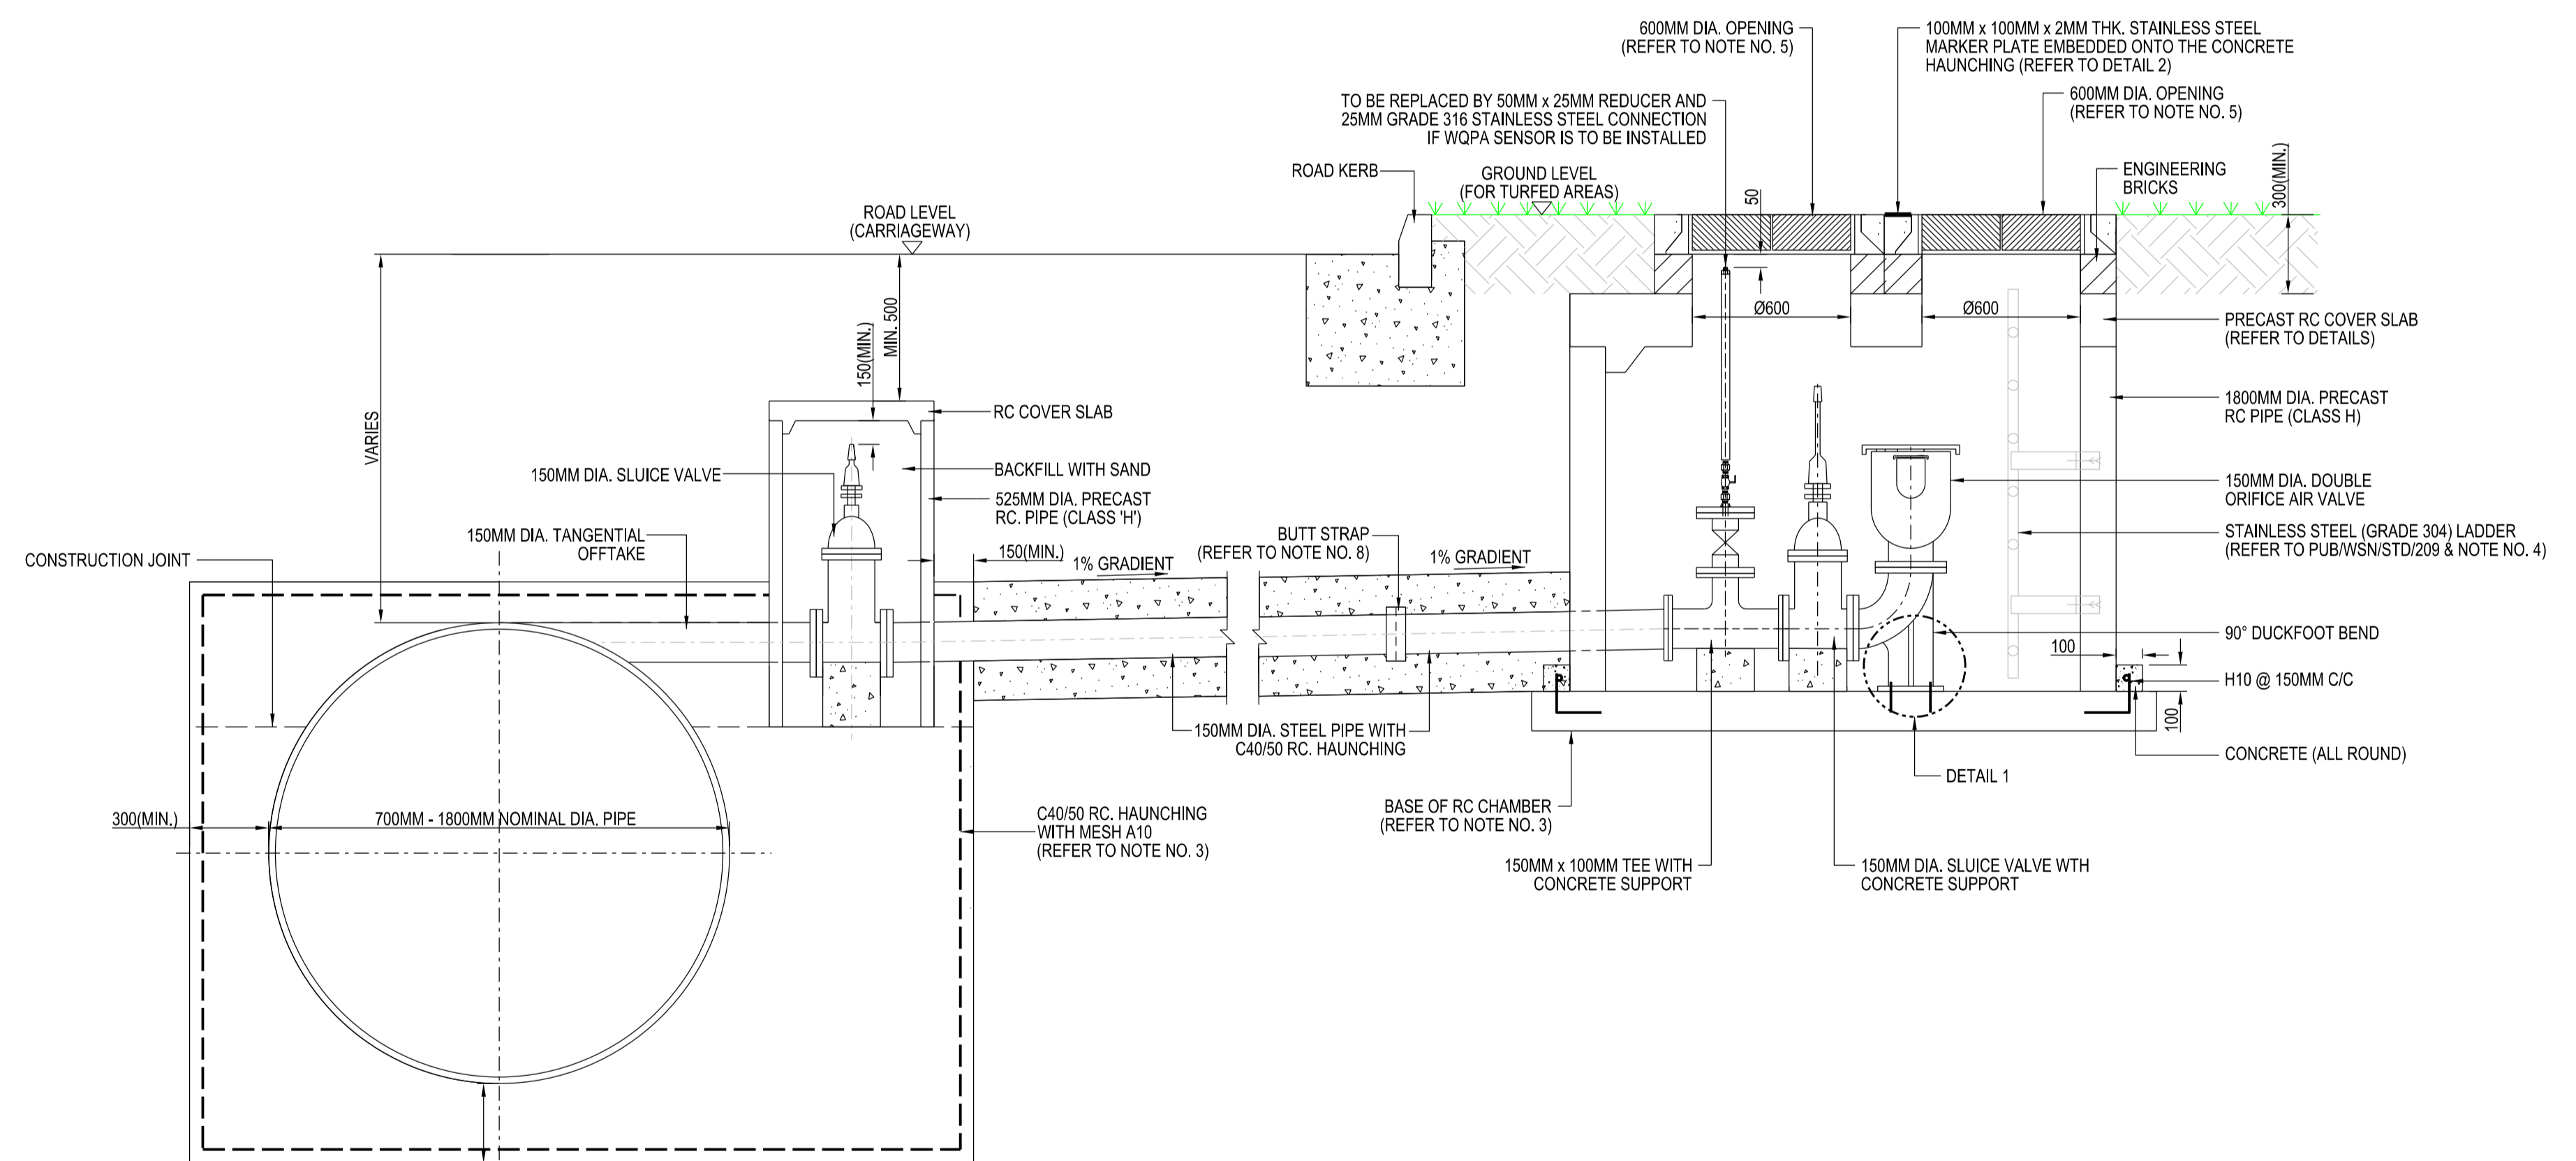 600MM DIA. OPENING
(REFER TO NOTE NO. 5)
100MM x 100MM x 2MM THK. STAINLESS STEEL
MARKER PLATE EMBEDDED ONTO THE CONCRETE
HAUNCHING (REFER TO DETAIL 2)
TO BE REPLACED BY 50MM x 25MM REDUCER AND
25MM GRADE 316 STAINLESS STEEL CONNECTION
IF WQPA SENSOR IS TO BE INSTALLED
600MM DIA. OPENING
(REFER TO NOTE NO. 5)
ROAD KERB
GROUND LEVEL
(FOR TURFED AREAS)
50
ENGINEERING
BRICKS
300(MIN.)
ROAD LEVEL
(CARRIAGEWAY)
Ø600
Ø600
PRECAST RC COVER SLAB
(REFER TO DETAILS)
MIN. 500
150(MIN.)
VARIES
RC COVER SLAB
1800MM DIA. PRECAST
RC PIPE (CLASS H)
150MM DIA. SLUICE VALVE
BACKFILL WITH SAND
525MM DIA. PRECAST
RC. PIPE (CLASS 'H')
150MM DIA. DOUBLE
ORIFICE AIR VALVE
150MM DIA. TANGENTIAL
OFFTAKE
BUTT STRAP
(REFER TO NOTE NO. 8)
STAINLESS STEEL (GRADE 304) LADDER
(REFER TO PUB/WSN/STD/209 & NOTE NO. 4)
CONSTRUCTION JOINT
150(MIN.)
1% GRADIENT
1% GRADIENT
90° DUCKFOOT BEND
100
H10 @ 150MM C/C
100
150MM DIA. STEEL PIPE WITH
C40/50 RC. HAUNCHING
CONCRETE (ALL ROUND)
DETAIL 1
300(MIN.)
700MM - 1800MM NOMINAL DIA. PIPE
C40/50 RC. HAUNCHING
WITH MESH A10
(REFER TO NOTE NO. 3)
BASE OF RC CHAMBER
(REFER TO NOTE NO. 3)
150MM x 100MM TEE WITH
CONCRETE SUPPORT
150MM DIA. SLUICE VALVE WTH
CONCRETE SUPPORT